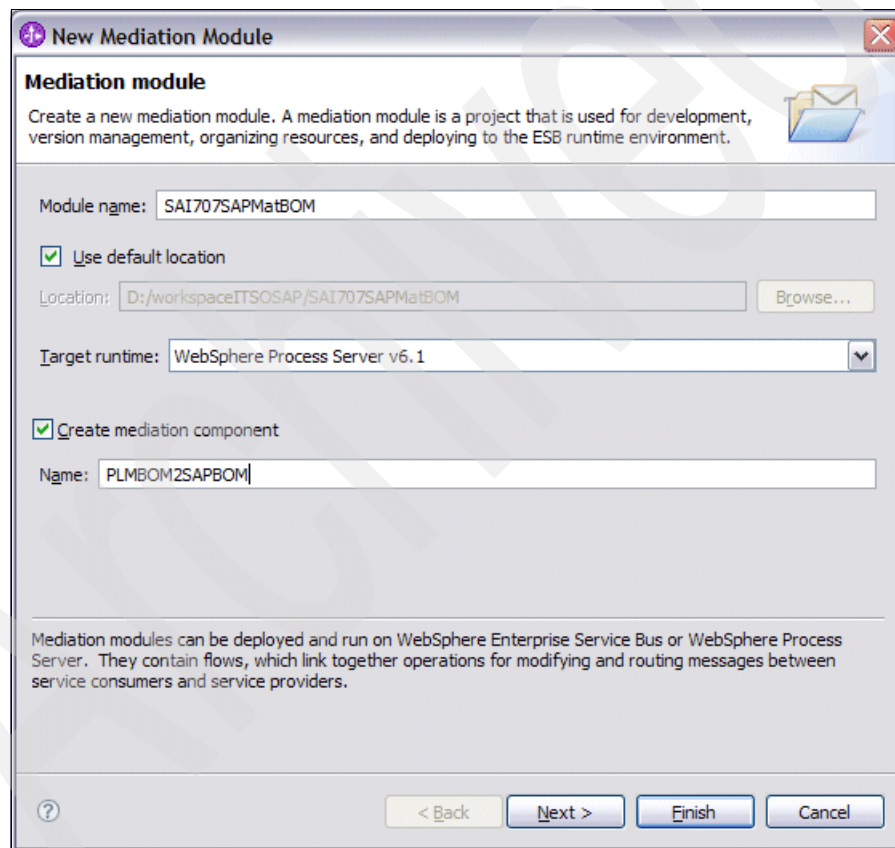 New Mediation Module
Mediation module
Create a new mediation module. A mediation module is a project that is used for development,
version management, organizing resources, and deploying to the ESB runtime environment.
Module name: SAI707SAPMatBOM
Use default location
Location: D:/workspaceITSOSAP/SAI707SAPMatBOM Browse...
Target runtime: WebSphere Process Server v6.1
Create mediation component
Name: PLMBOM2SAPBOM
Mediation modules can be deployed and run on WebSphere Enterprise Service Bus or WebSphere Process
Server. They contain flows, which link together operations for modifying and routing messages between
service consumers and service providers.
? < Back Next > Finish Cancel
Archived